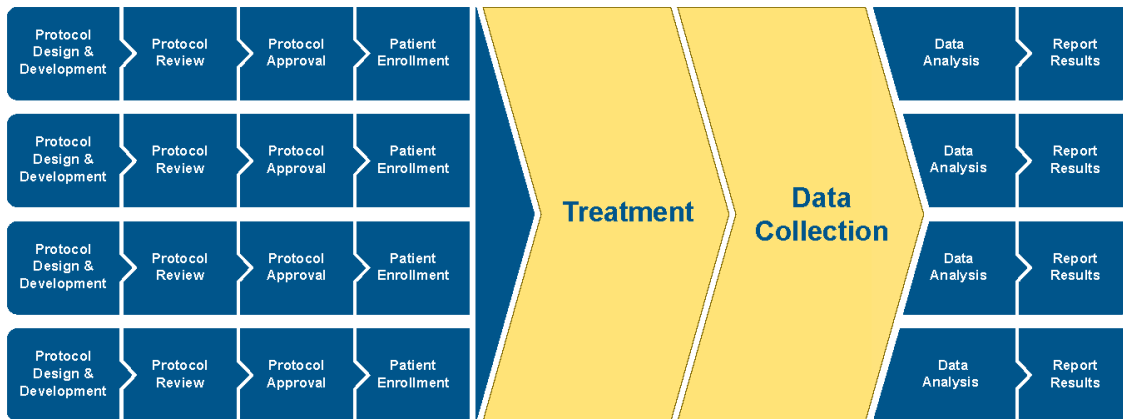 Protocol
Design &
Development
Protocol
Review
Protocol
Approval
Patient
Enrollment
Data
Analysis
Report
Results
Protocol
Design &
Development
Protocol
Review
Protocol
Approval
Patient
Enrollment
Data
Analysis
Report
Results
Treatment
Data
Collection
Protocol
Design &
Development
Protocol
Review
Protocol
Approval
Patient
Enrollment
Data
Analysis
Report
Results
Protocol
Design &
Development
Protocol
Review
Protocol
Approval
Patient
Enrollment
Data
Analysis
Report
Results